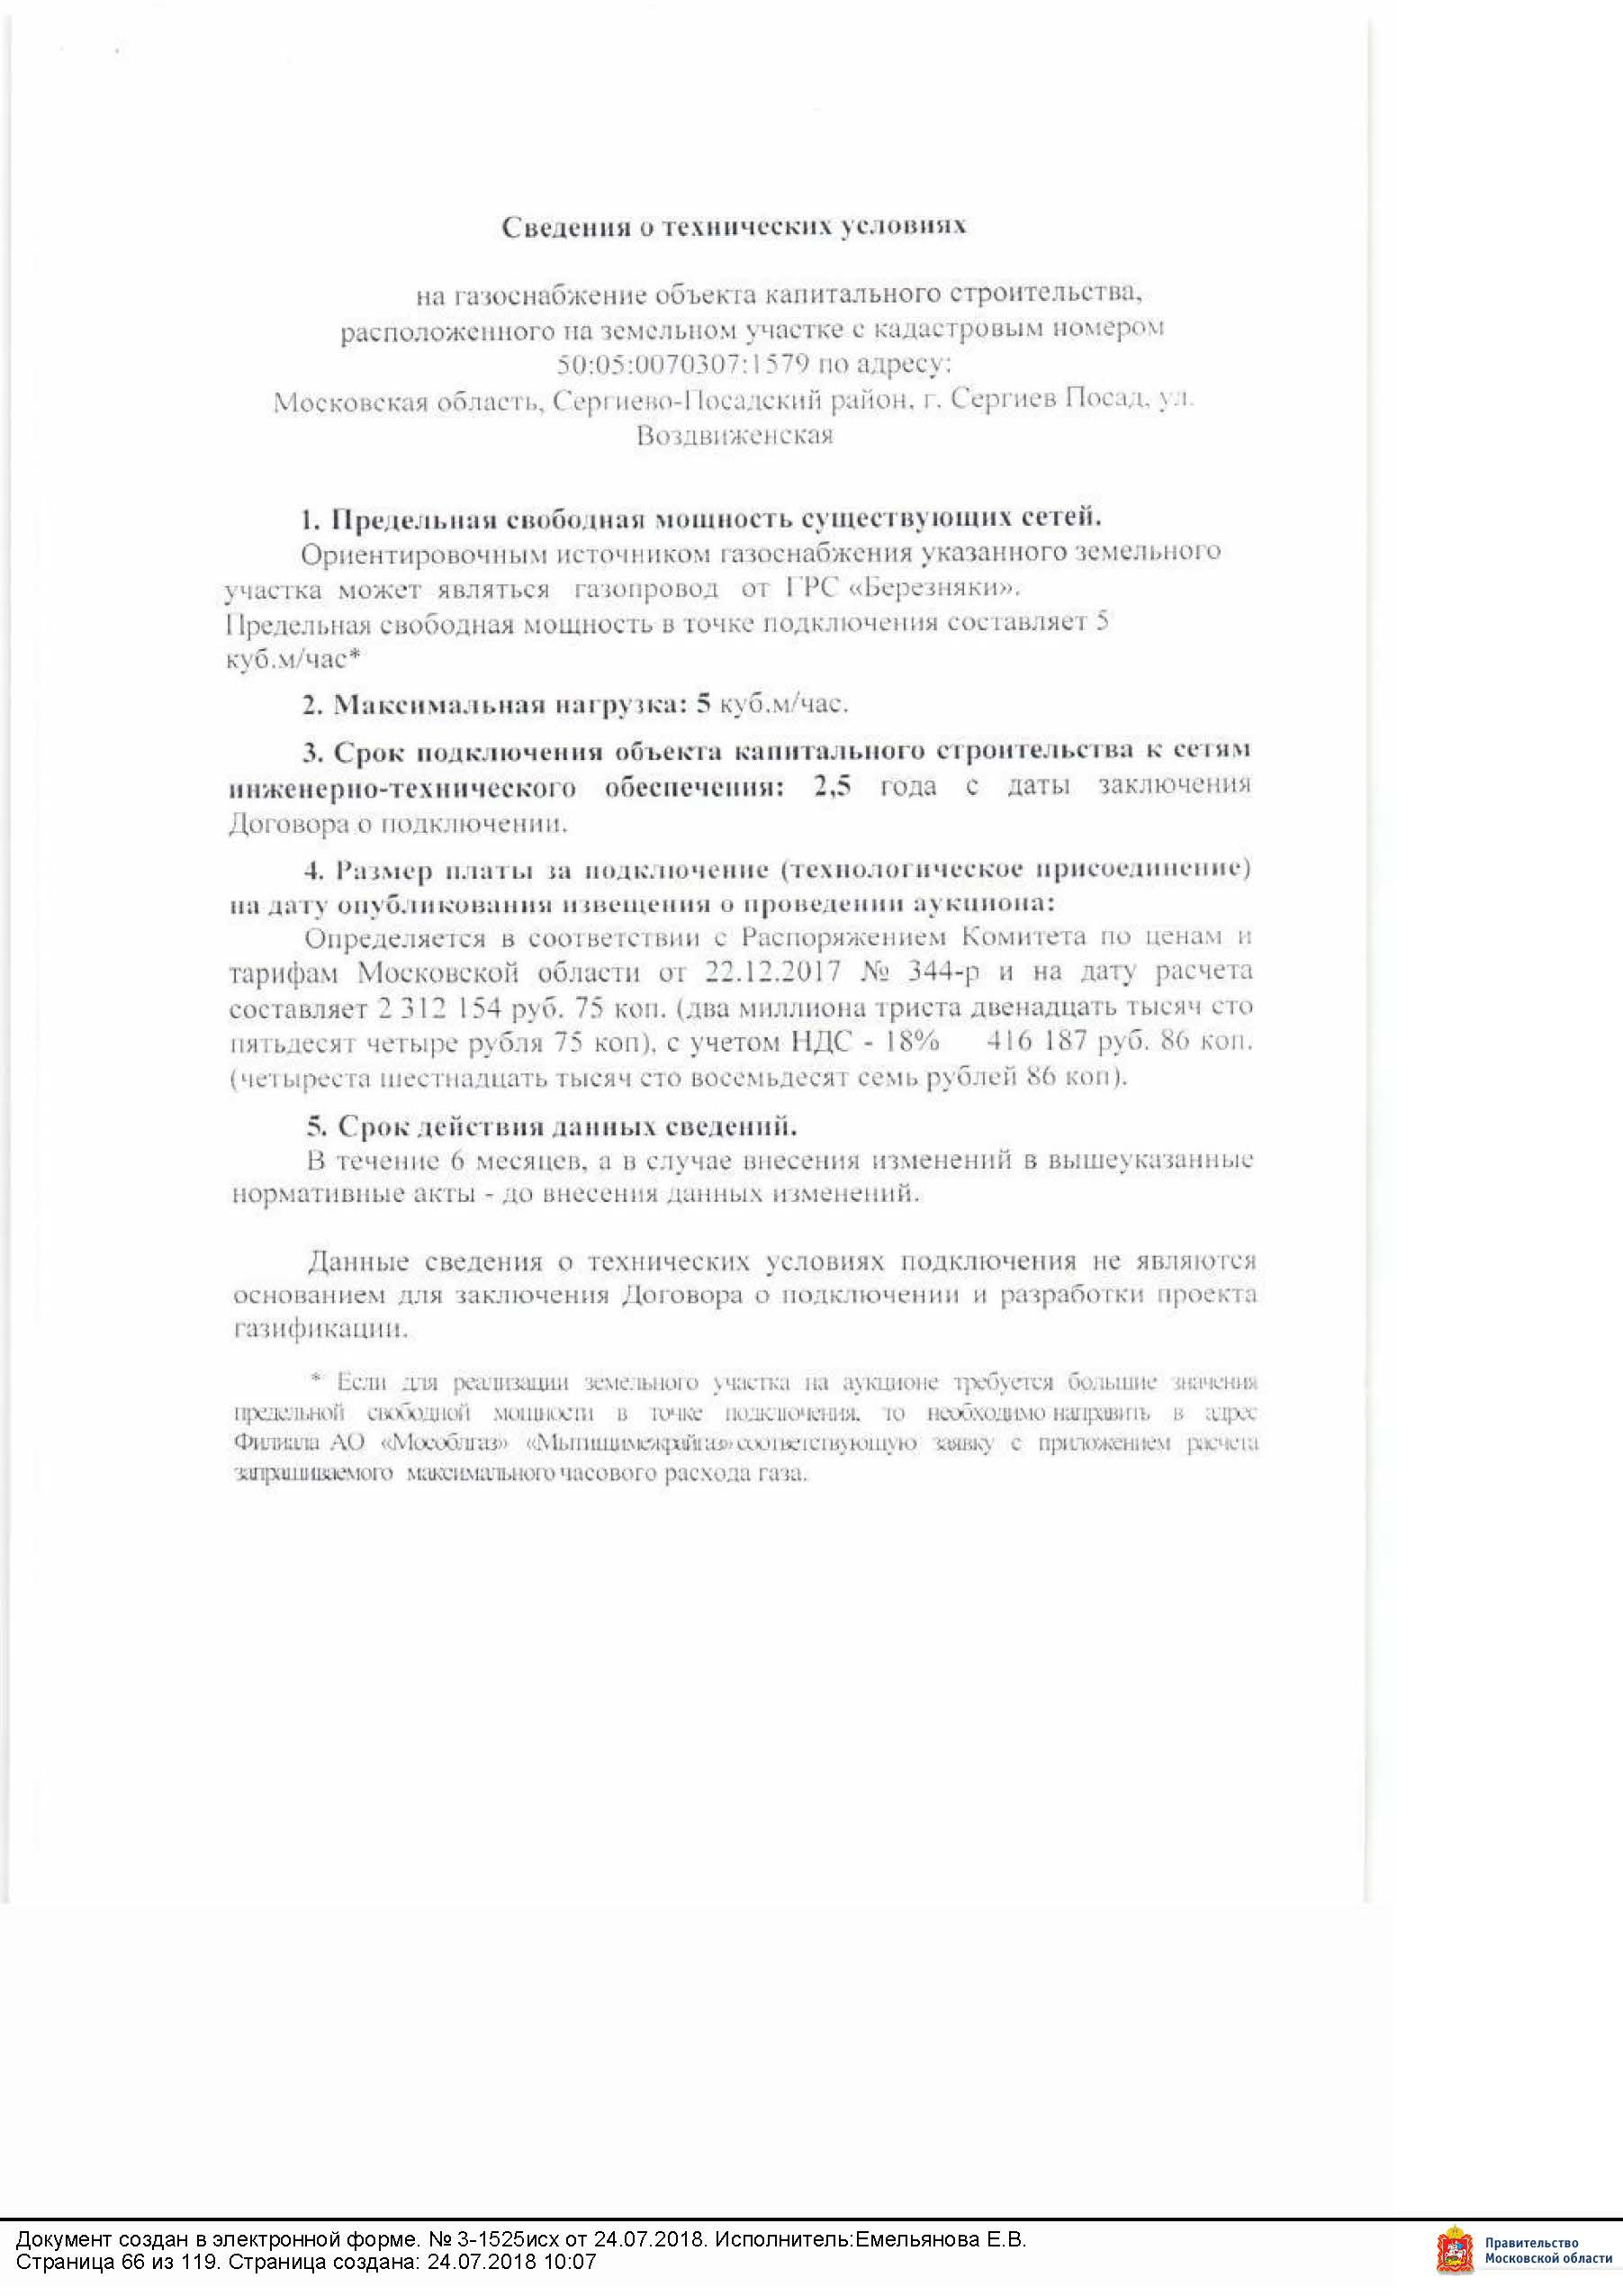 Сведения о технических условиях
на газоснабжение объекта капитального строительства,
расположенного на земельном участке с кадастровым номером
50:05:0070307:1579 по адресу:
Московская область, Сергиево-Посадский район, г. Сергиев Посад, ул.
Воздвиженская
1. Предельная свободная мощность существующих сетей.
Ориентировочным источником газоснабжения указанного земельного
участка может являться газопровод от ГРС «Березняки».
Предельная свободная мощность в точке подключения составляет 5
куб.м/час*
2. Максимальная нагрузка: 5 куб.м/час.
3. Срок подключения объекта капитального строительства к сетям
инженерно-технического обеспечения: 2,5 года с даты заключения
Договора о подключении.
4. Размер платы за подключение (технологическое присоединение)
на дату опубликования извещения о проведении аукциона:
Определяется в соответствии с Распоряжением Комитета по ценам и
тарифам Московской области от 22.12.2017 № 344-р и на дату расчета
составляет 2 312 154 руб. 75 коп. (два миллиона триста двенадцать тысяч сто
пятьдесят четыре рубля 75 коп), с учетом НДС - 18% 416 187 руб. 86 коп.
(четыреста шестнадцать тысяч сто восемьдесят семь рублей 86 коп).
5. Срок действия данных сведений.
В течение 6 месяцев, а в случае внесения изменений в вышеуказанные
нормативные акты - до внесения данных изменений.
Данные сведения о технических условиях подключения не являются
основанием для заключения Договора о подключении и разработки проекта
газификации.
* Если для реализации земельного участка на аукционе требуется большие значения
предельной свободной мощности в точке подключения, то необходимо направить в адрес
Филиала АО «Мособлгаз» «Мытищимежрайгаз» соответствующую заявку с приложением расчета
запрашиваемого максимального часового расхода газа.
Документ создан в электронной форме. № 3-1525исх от 24.07.2018. Исполнитель:Емельянова Е.В.
Страница 66 из 119. Страница создана: 24.07.2018 10:07
Правительство
Московской области